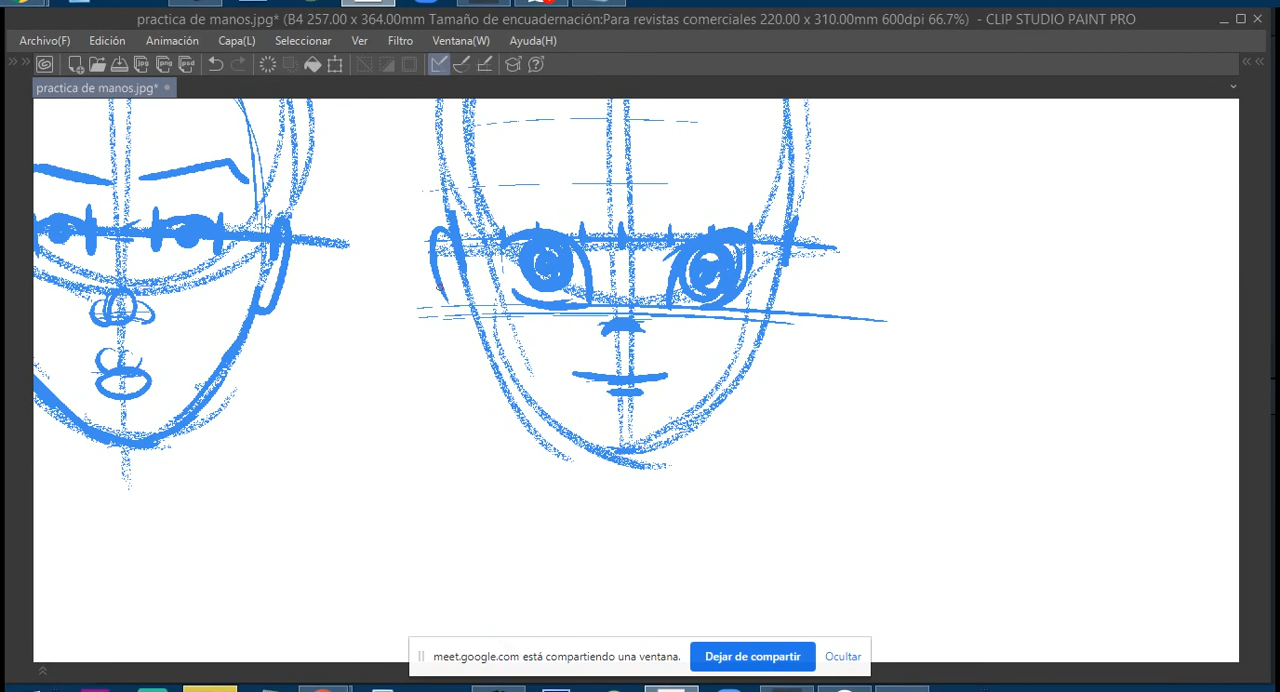 practica de manos.jpg* (B4 257.00 x 364.00mm Tamaño de encuadernación:Para revistas comerciales 220.00 x 310.00mm 600dpi 66.7%) - CLIP STUDIO PAINT PRO
Archivo(F) Edición Animación Capa(L) Seleccionar Ver Filtro Ventana(W) Ayuda(H)
practica de manos.jpg*
meet.google.com está compartiendo una ventana. Dejar de compartir Ocultar